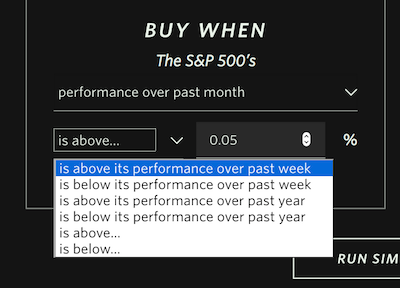 BUY WHEN
The S&P 500's
performance over past month
is above... 0.05 %
is above its performance over past week
is below its performance over past week
is above its performance over past year
is below its performance over past year
is above...
is below...
RUN SIM